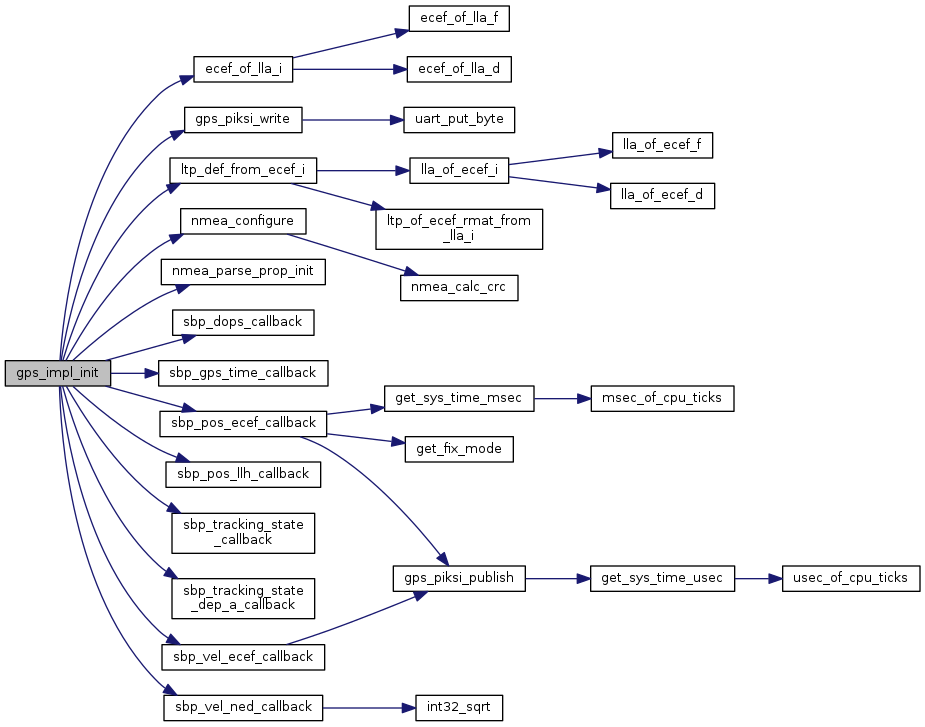 ecef_of_lla_f
ecef_of_lla_i
ecef_of_lla_d
gps_piksi_write
uart_put_byte
lla_of_ecef_f
ltp_def_from_ecef_i
lla_of_ecef_i
lla_of_ecef_d
nmea_configure
ltp_of_ecef_rmat_from
_lla_i
nmea_parse_prop_init
nmea_calc_crc
sbp_dops_callback
gps_impl_init
sbp_gps_time_callback
get_sys_time_msec
msec_of_cpu_ticks
sbp_pos_ecef_callback
get_fix_mode
sbp_pos_llh_callback
sbp_tracking_state
_callback
gps_piksi_publish
get_sys_time_usec
usec_of_cpu_ticks
sbp_tracking_state
_dep_a_callback
sbp_vel_ecef_callback
sbp_vel_ned_callback
int32_sqrt